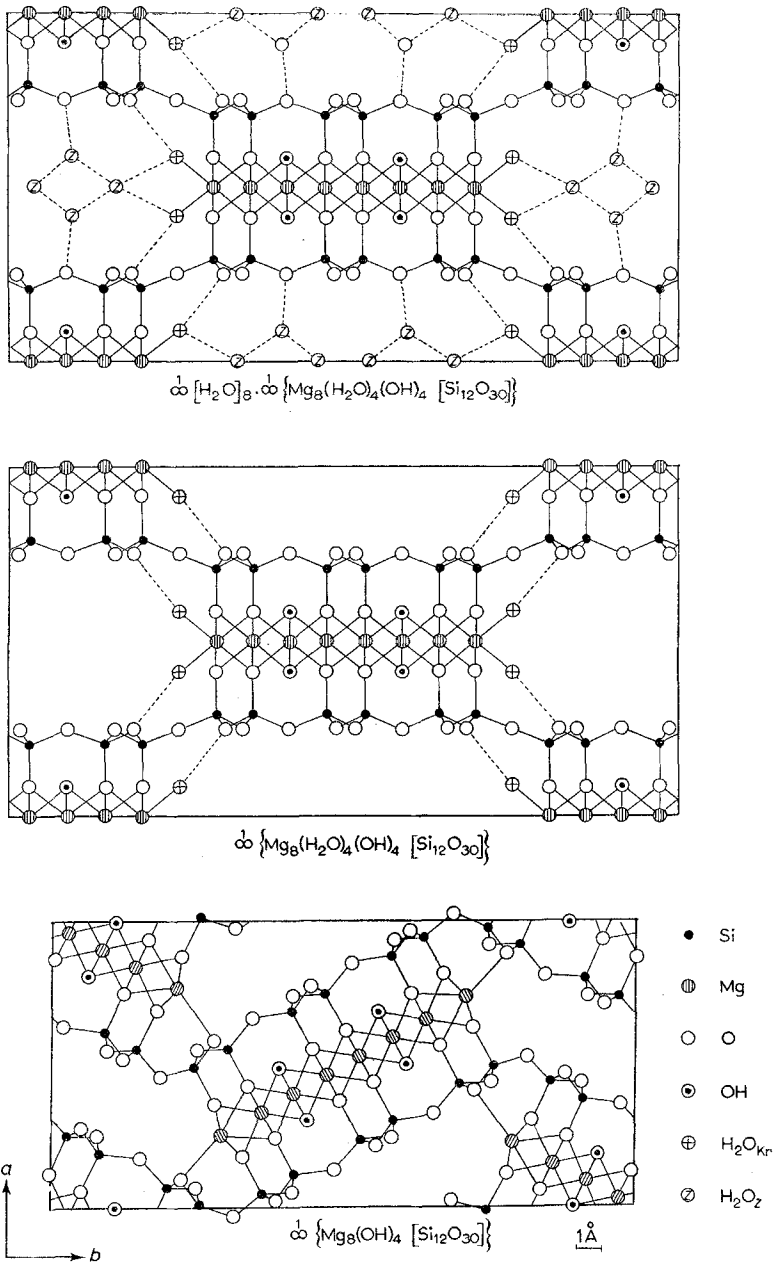 ¹∞ [H₂O]₈ · ¹∞ {Mg₈(H₂O)₄(OH)₄ [Si₁₂O₃₀]}
¹∞ {Mg₈(H₂O)₄(OH)₄ [Si₁₂O₃₀]}
Si
Mg
O
OH
H₂O_Kr
H₂O_z
a
b
¹∞ {Mg₈(OH)₄ [Si₁₂O₃₀]}
1Å